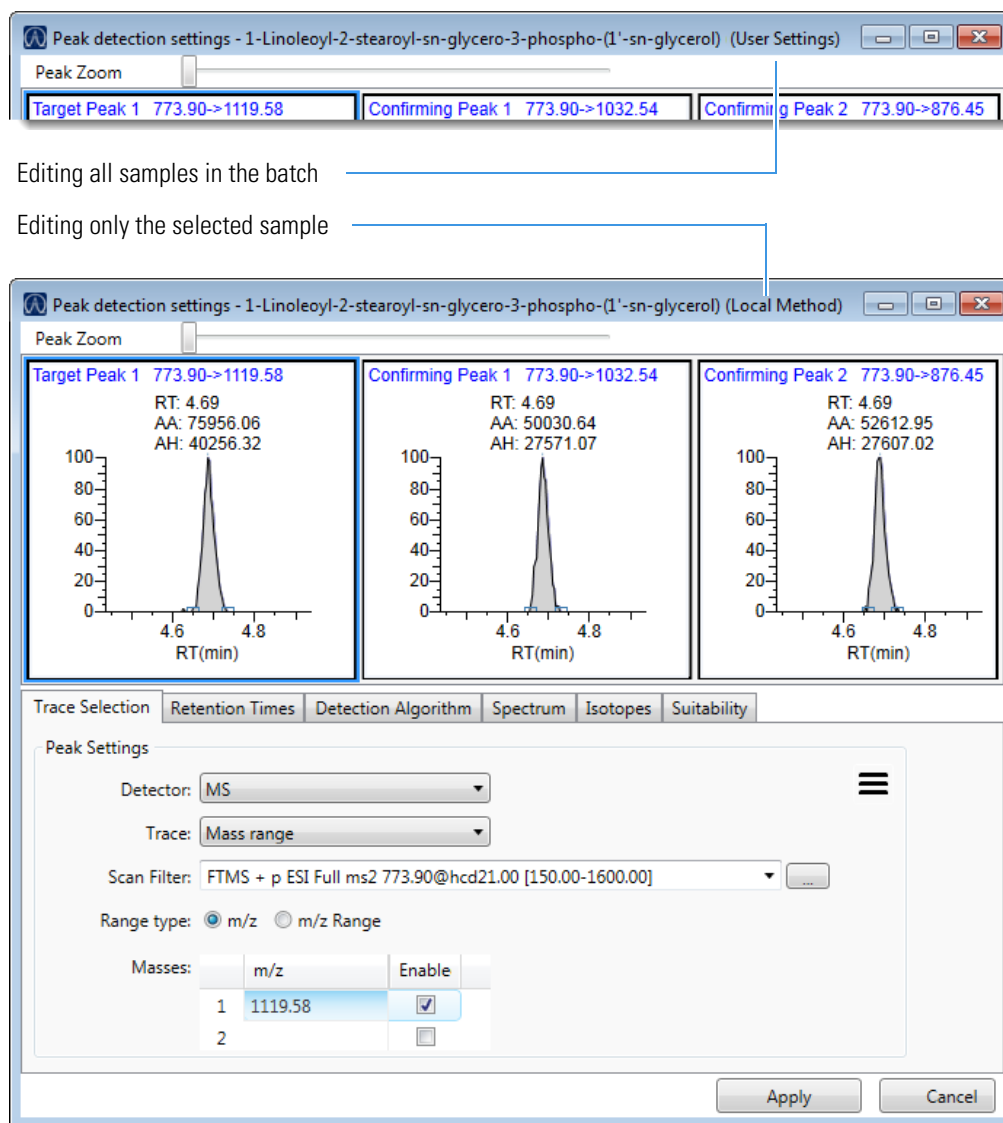 Peak detection settings - 1-Linoleoyl-2-stearoyl-sn-glycero-3-phospho-(1'-sn-glycerol) (User Settings)
Peak Zoom
Target Peak 1 773.90->1119.58 Confirming Peak 1 773.90->1032.54 Confirming Peak 2 773.90->876.45
Editing all samples in the batch
Editing only the selected sample
Peak detection settings - 1-Linoleoyl-2-stearoyl-sn-glycero-3-phospho-(1'-sn-glycerol) (Local Method)
Peak Zoom
Target Peak 1 773.90->1119.58
RT: 4.69
AA: 75956.06
AH: 40256.32
100
80
60
40
20
0
4.6 4.8
RT(min)
Confirming Peak 1 773.90->1032.54
RT: 4.69
AA: 50030.64
AH: 27571.07
100
80
60
40
20
0
4.6 4.8
RT(min)
Confirming Peak 2 773.90->876.45
RT: 4.69
AA: 52612.95
AH: 27607.02
100
80
60
40
20
0
4.6 4.8
RT(min)
Trace Selection Retention Times Detection Algorithm Spectrum Isotopes Suitability
Peak Settings
Detector: MS
Trace: Mass range
Scan Filter: FTMS + p ESI Full ms2 773.90@hcd21.00 [150.00-1600.00] ...
Range type: m/z m/z Range
Masses: m/z Enable
1 1119.58
2
Apply Cancel